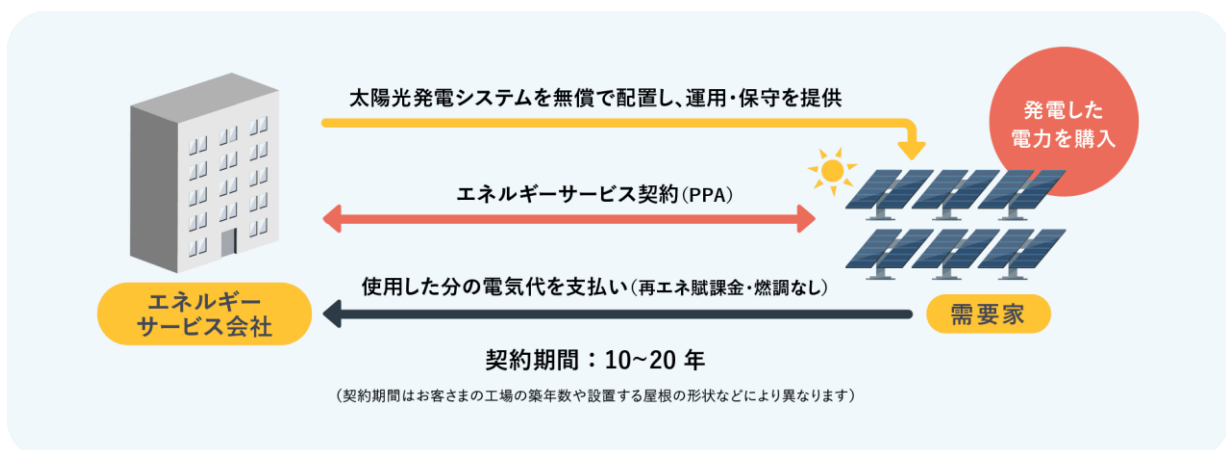 太陽光発電システムを無償で配置し、運用・保守を提供
発電した
電力を購入
エネルギーサービス契約(PPA)
使用した分の電気代を支払い(再エネ賦課金・燃調なし)
エネルギー
サービス会社
需要家
契約期間：10~20 年
(契約期間はお客さまの工場の築年数や設置する屋根の形状などにより異なります)